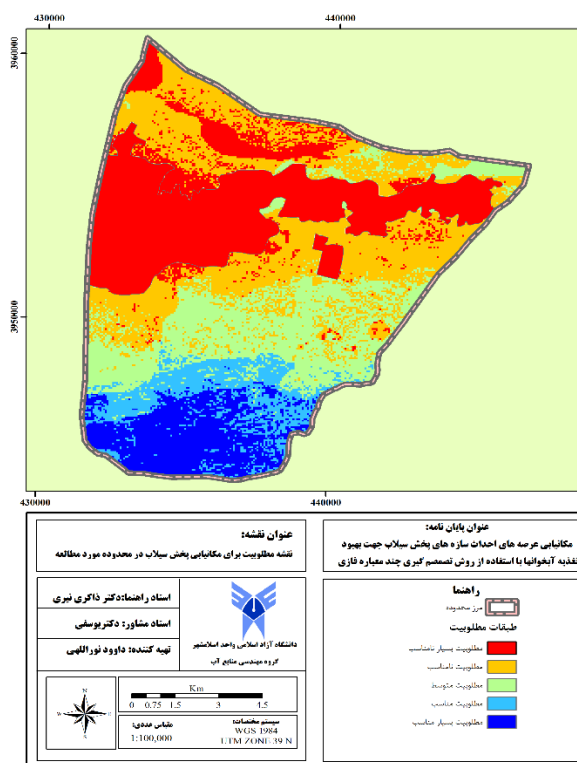 430000
440000
3960000
3950000
430000
440000
عنوان نقشه:
نقشه مطلوبیت برای مکانیابی پخش سیلاب در محدوده مورد مطالعه
عنوان پایان نامه:
مکانیابی عرصه های احداث سازه های پخش سیلاب جهت بهبود
تغذیه آبخوانها با استفاده از روش تصمصم گیری چند معیاره فازی
استاد راهنما:دکتر ذاکری نیری
استاد مشاور: دکتریوسفی
تهیه کننده: داوود نوراللهی
دانشگاه آزاد اسلامی واحد اسلامشهر
گروه مهندسی منابع آب
N
W
E
S
Km
0 0.75 1.5 3 4.5
مقیاس عددی:
1:100,000
سیستم مختصات:
WGS 1984
UTM ZONE 39 N
راهنما
مرز محدوده
طبقات مطلوبیت
مطلوبیت بسیار نامناسب
مطلوبیت نامناسب
مطلوبیت متوسط
مطلوبیت مناسب
مطلوبیت بسیار مناسب